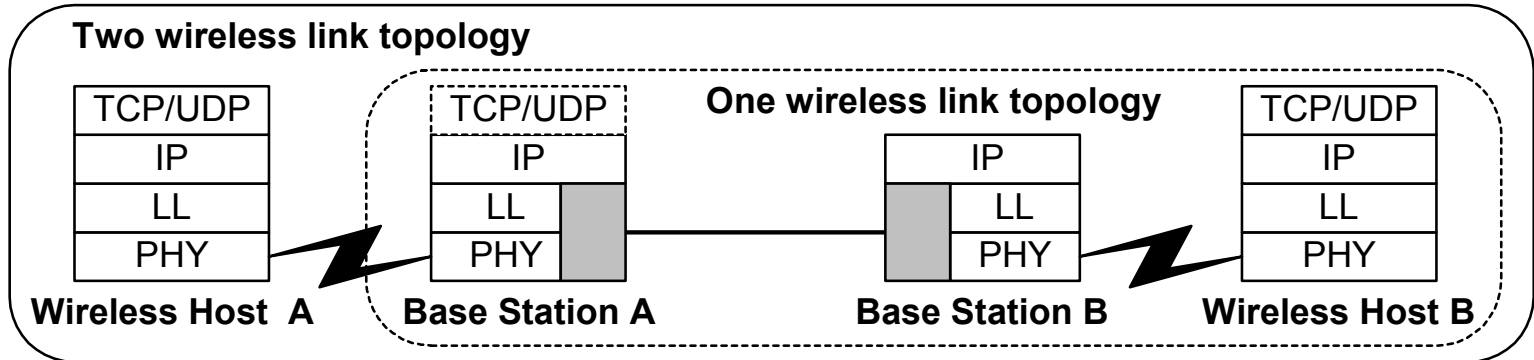 Two wireless link topology
One wireless link topology
TCP/UDP
IP
LL
PHY
Wireless Host A
TCP/UDP
IP
LL
PHY
Base Station A
IP
LL
PHY
Base Station B
TCP/UDP
IP
LL
PHY
Wireless Host B